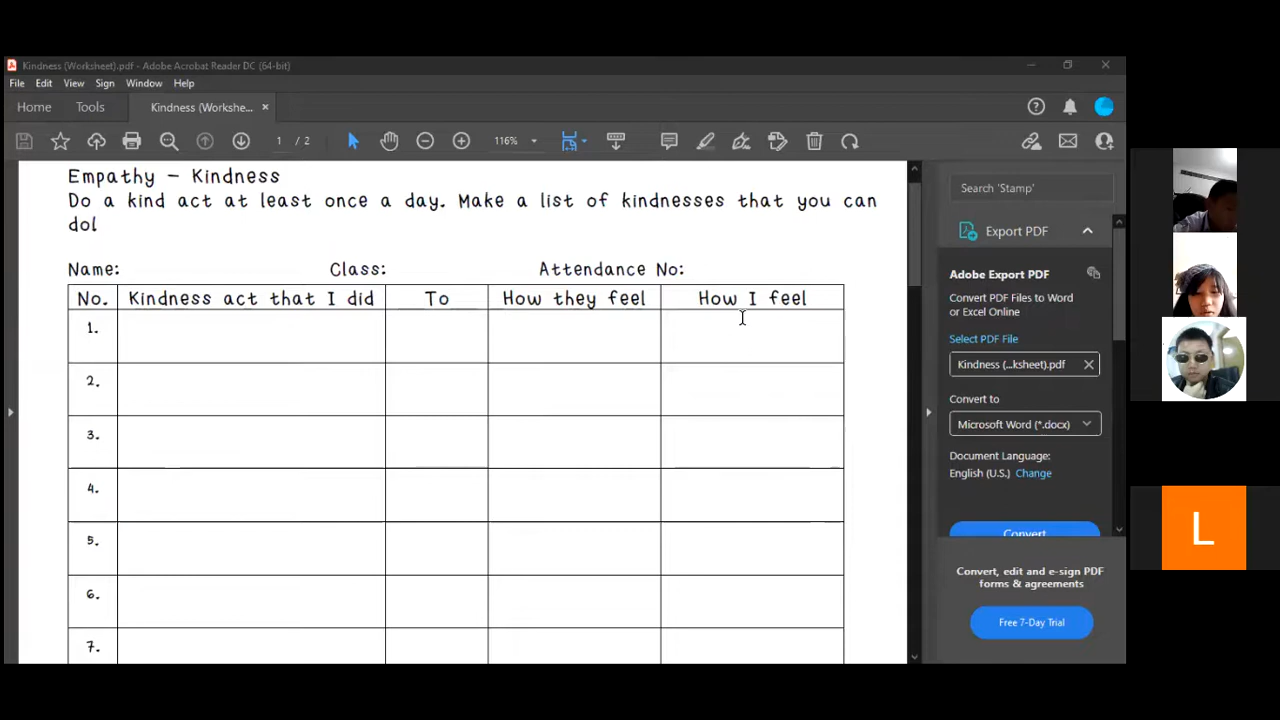 Kindness (Worksheet).pdf - Adobe Acrobat Reader DC (64-bit)
File Edit View Sign Window Help
Home Tools Kindness (Workshe... ×
1 / 2 116%
Empathy – Kindness
Do a kind act at least once a day. Make a list of kindnesses that you can
do!
Name: Class: Attendance No:
No. Kindness act that I did To How they feel How I feel
1.
2.
3.
4.
5.
6.
7.
Search 'Stamp'
Export PDF
Adobe Export PDF
Convert PDF Files to Word
or Excel Online
Select PDF File
Kindness (...ksheet).pdf
Convert to
Microsoft Word (*.docx)
Document Language:
English (U.S.) Change
Convert
Convert, edit and e-sign PDF
forms & agreements
Free 7-Day Trial
L